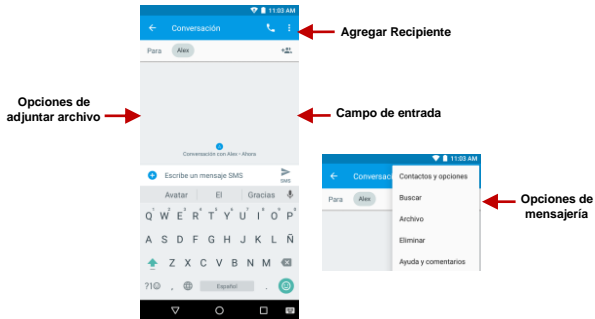 11:03 AM
Conversación
Agregar Recipiente
Para Alex
Opciones de
adjuntar archivo
Campo de entrada
Conversación con Alex • Ahora
Escribe un mensaje SMS
SMS
Avatar El Gracias
Q W E R T Y U I O P
A S D F G H J K L Ñ
Z X C V B N M
?1☺ , Español .
11:03 AM
Conversaci
Para Alex
Contactos y opciones
Buscar
Archivo
Eliminar
Ayuda y comentarios
Opciones de
mensajería